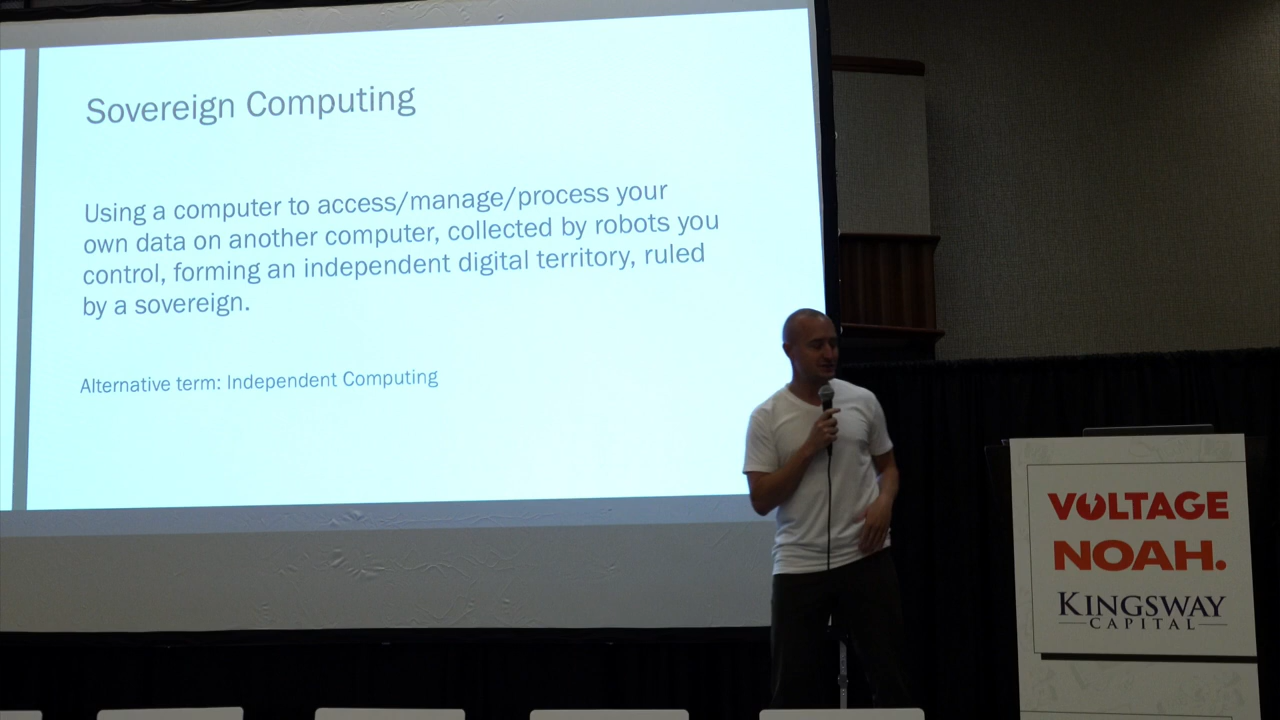 Sovereign Computing
Using a computer to access/manage/process your
own data on another computer, collected by robots you
control, forming an independent digital territory, ruled
by a sovereign.
Alternative term: Independent Computing
VOLTAGE
NOAH.
KINGSWAY
CAPITAL